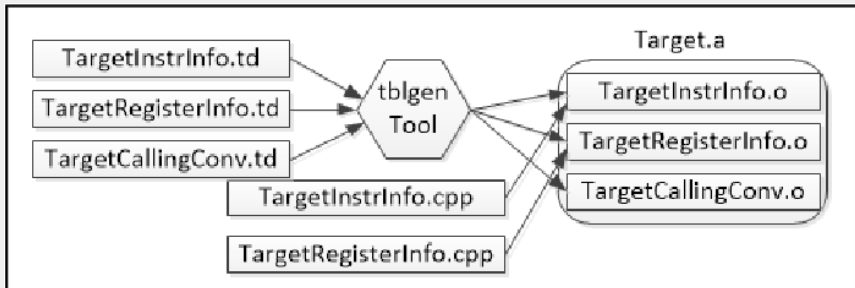 Target.a
TargetInstrInfo.td
TargetRegisterInfo.td
TargetCallingConv.td
tblgen
Tool
TargetInstrInfo.o
TargetRegisterInfo.o
TargetCallingConv.o
TargetInstrInfo.cpp
TargetRegisterInfo.cpp